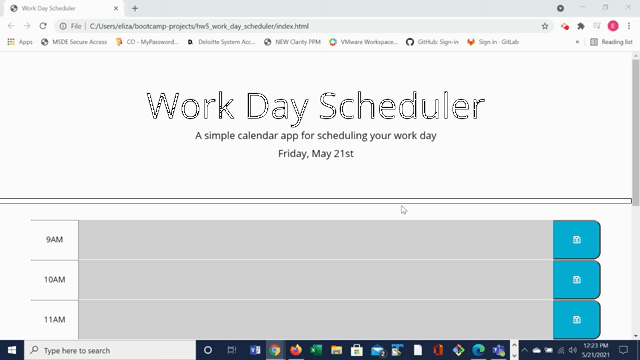 Work Day Scheduler
File
C:/Users/eliza/bootcamp-projects/hw5_work_day_scheduler/index.html
E
Apps
MSDE Secure Access
CO - MyPassword...
Deloitte System Acc...
NEW Clarity PPM
VMware Workspace...
GitHub Sign-in
Sign in · GitLab
»
Reading list
Work Day Scheduler
A simple calendar app for scheduling your work day
Friday, May 21st
9AM
10AM
11AM
Type here to search
12:23 PM
5/21/2021